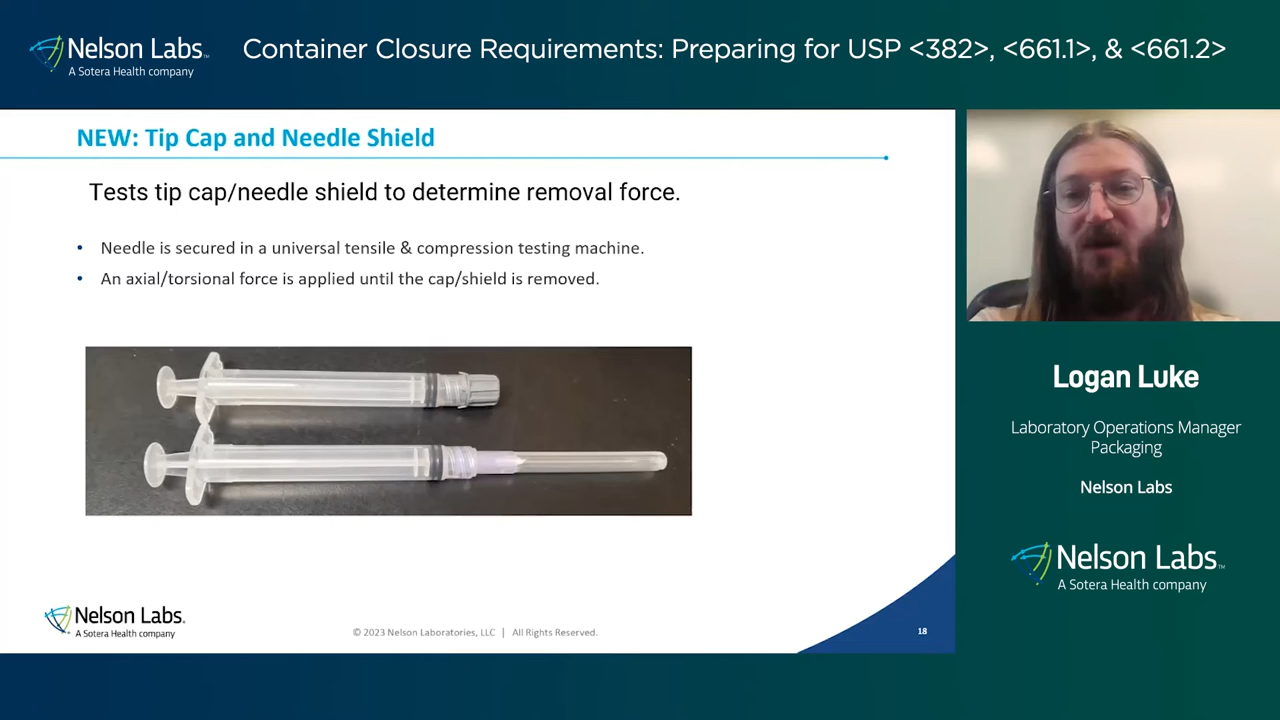 Nelson Labs™
A Sotera Health company
Container Closure Requirements: Preparing for USP <382>, <661.1>, & <661.2>
NEW: Tip Cap and Needle Shield
Tests tip cap/needle shield to determine removal force.
• Needle is secured in a universal tensile & compression testing machine.
• An axial/torsional force is applied until the cap/shield is removed.
Nelson Labs®
A Sotera Health company
© 2023 Nelson Laboratories, LLC | All Rights Reserved.
18
Logan Luke
Laboratory Operations Manager
Packaging
Nelson Labs
Nelson Labs™
A Sotera Health company